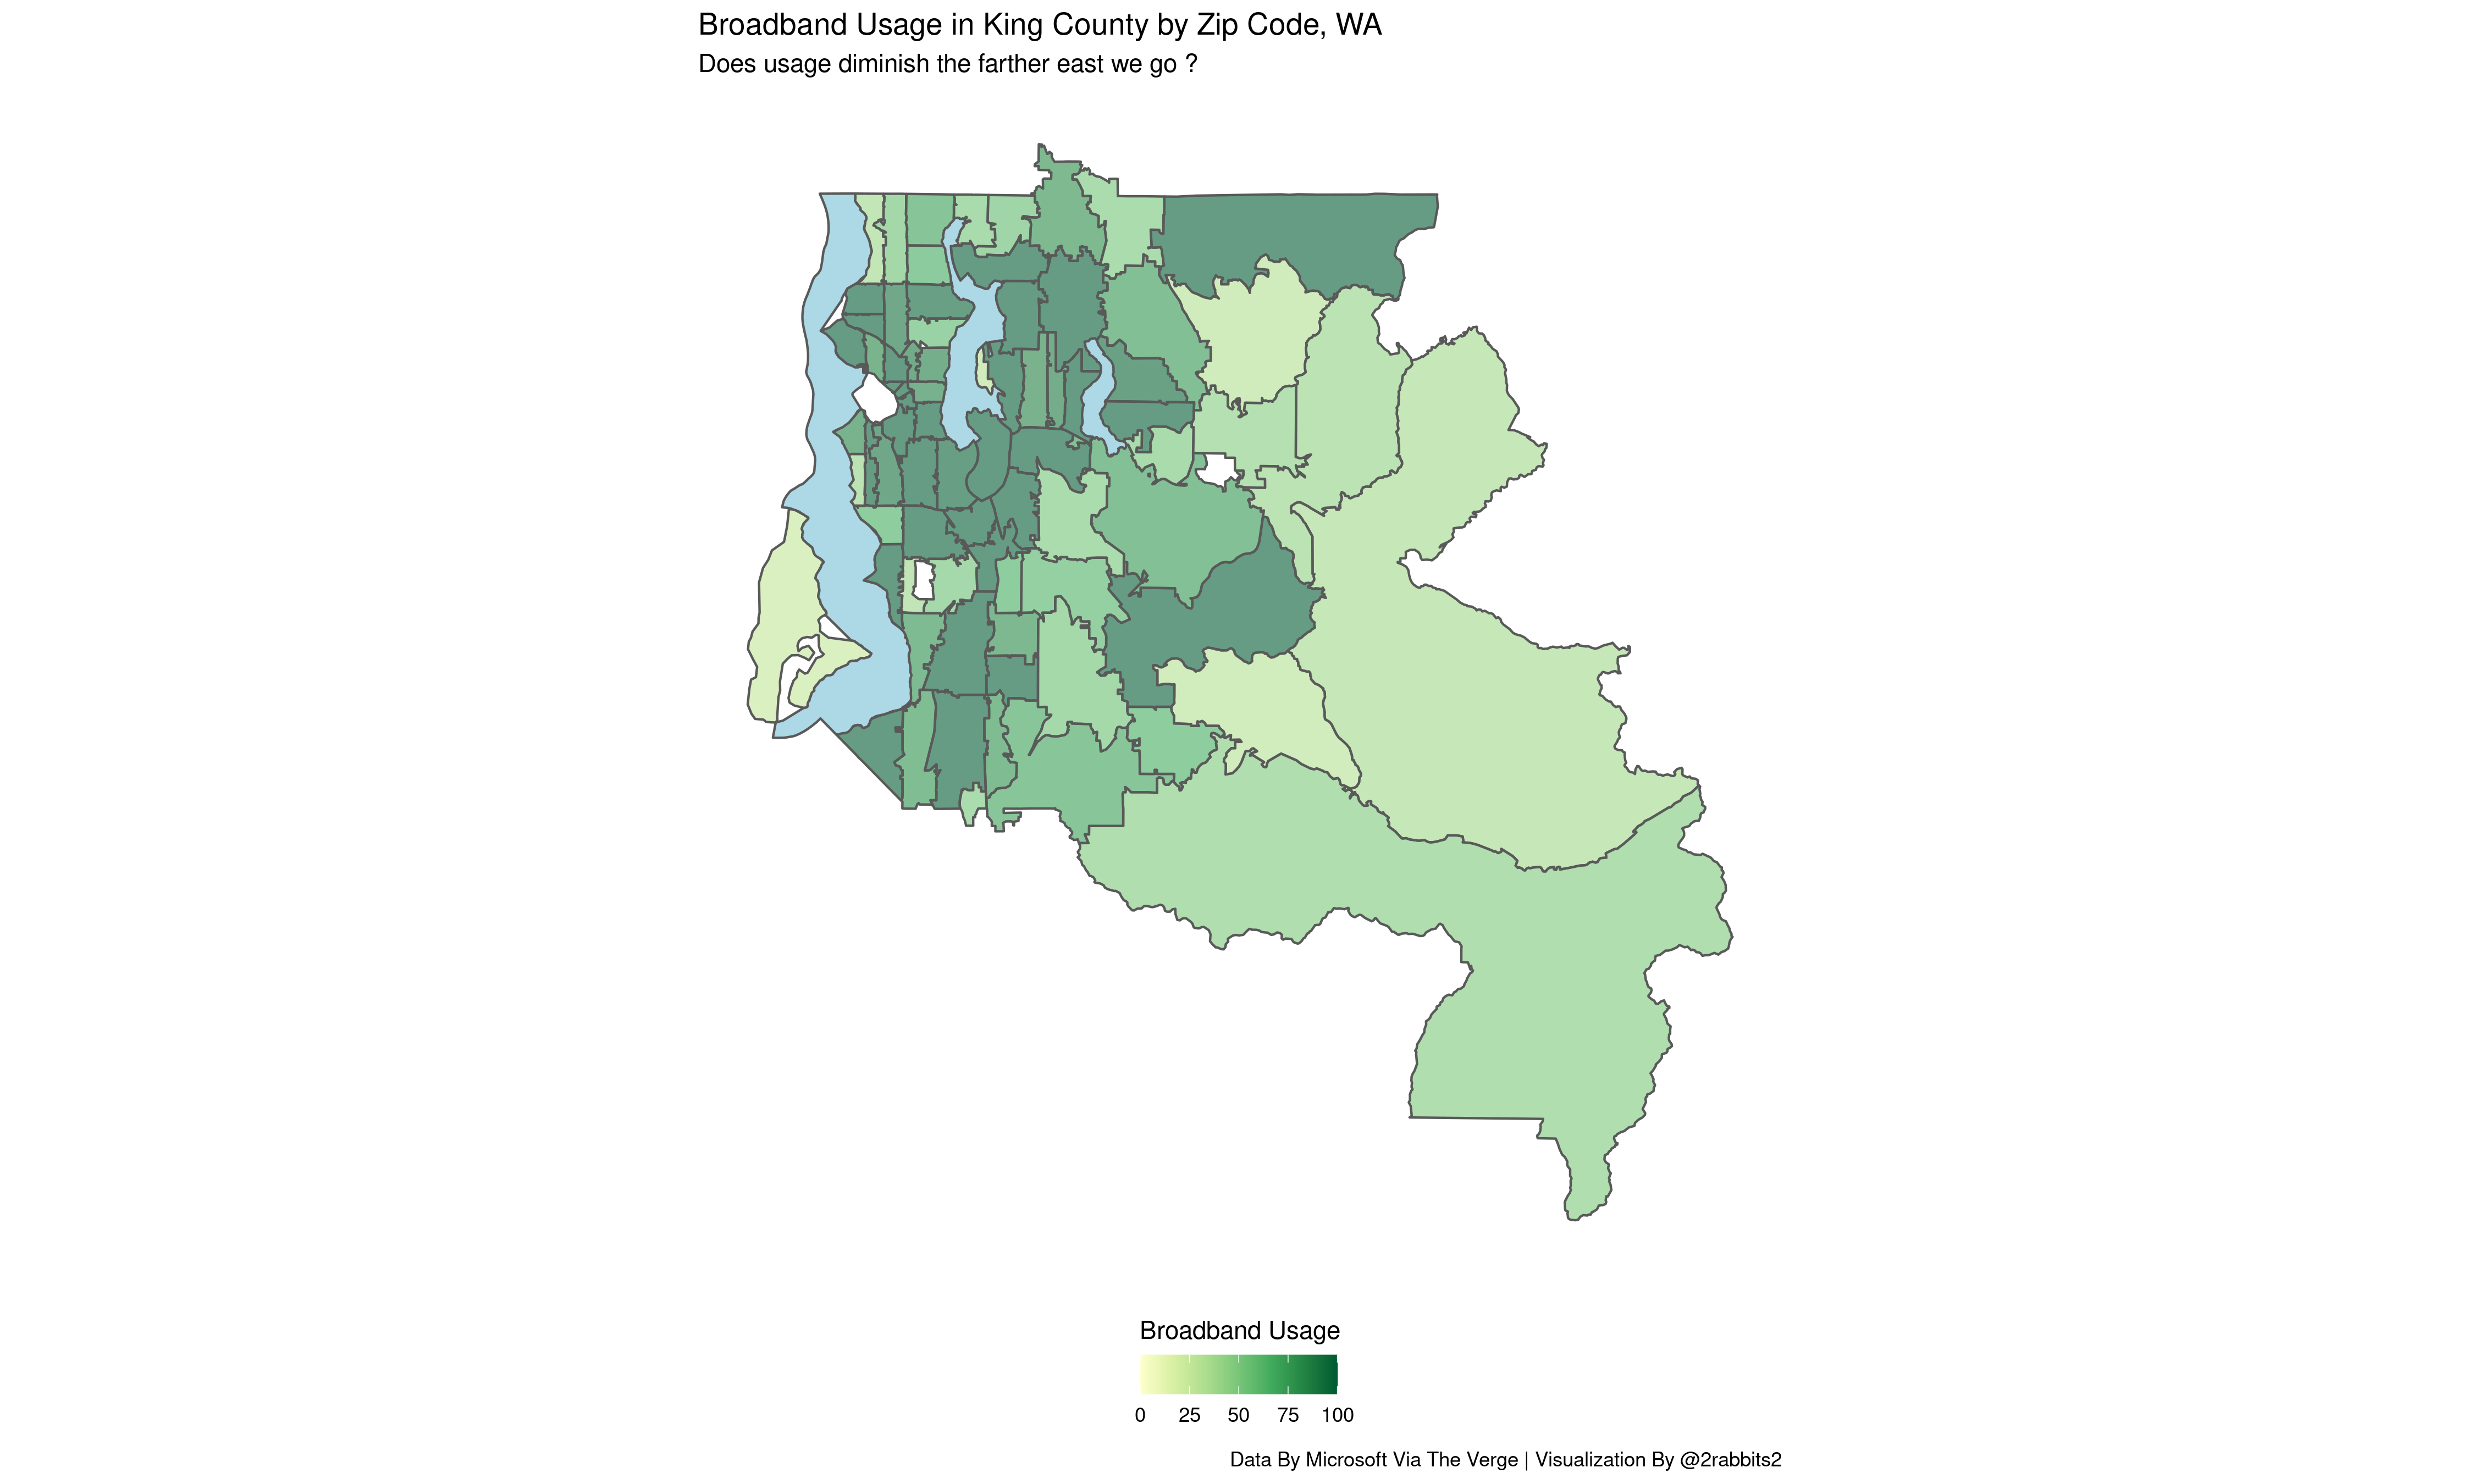 Broadband Usage in King County by Zip Code, WA
Does usage diminish the farther east we go ?
Broadband Usage
0 25 50 75 100
Data By Microsoft Via The Verge | Visualization By @2rabbits2